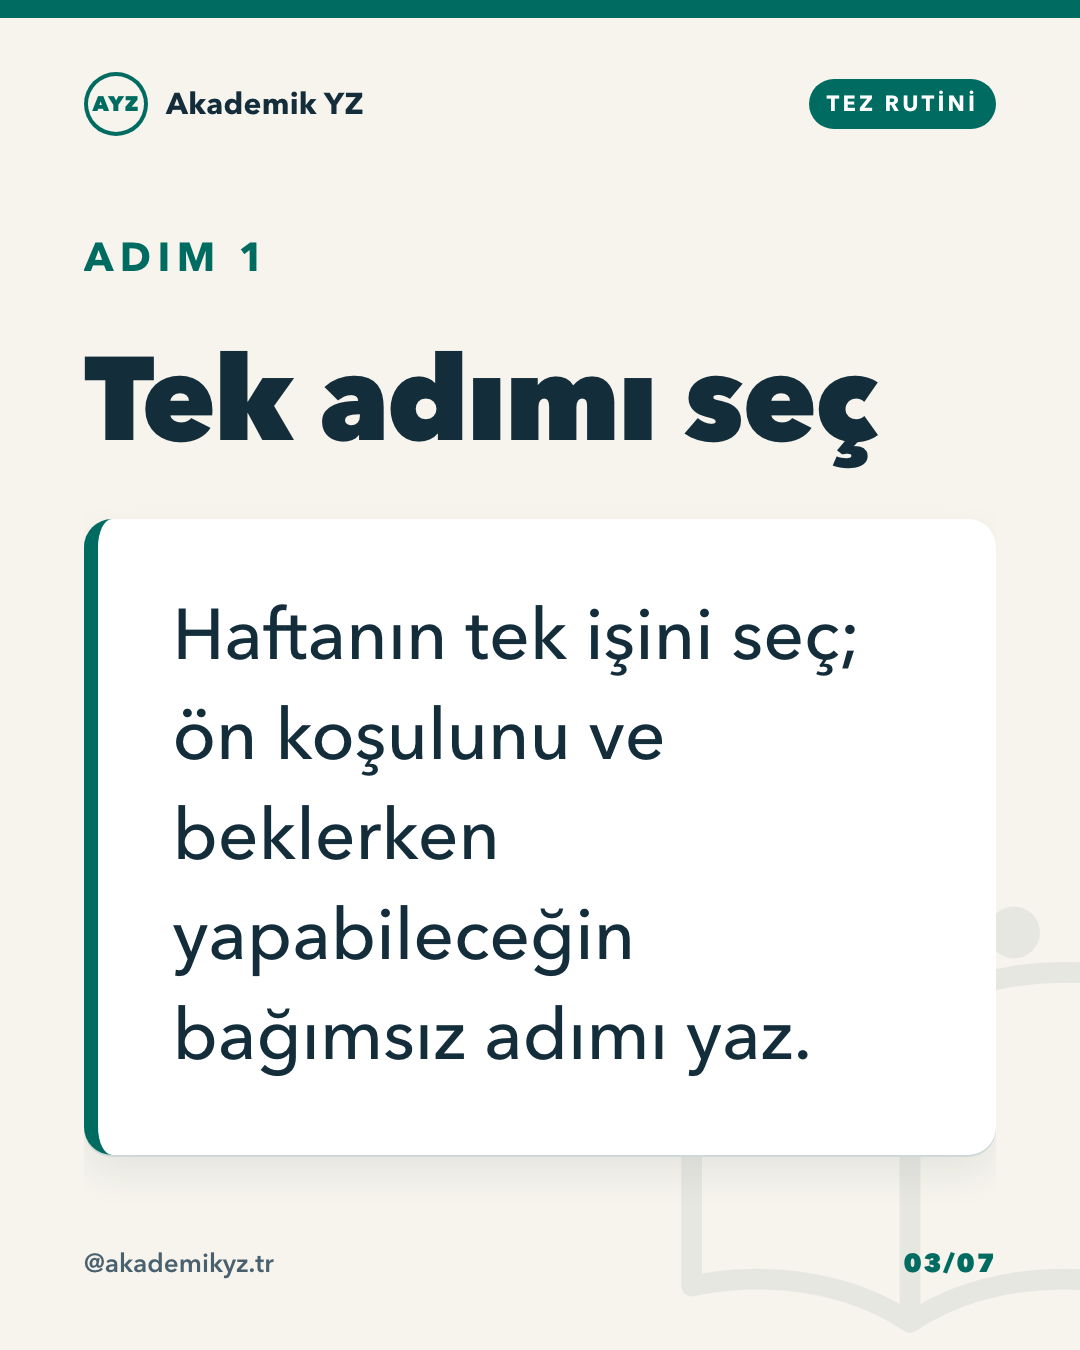 AYZ Akademik YZ
TEZ RUTİNİ
ADIM 1
Tek adımı seç
Haftanın tek işini seç;
ön koşulunu ve
beklerken
yapabileceğin
bağımsız adımı yaz.
@akademikyz.tr
03/07